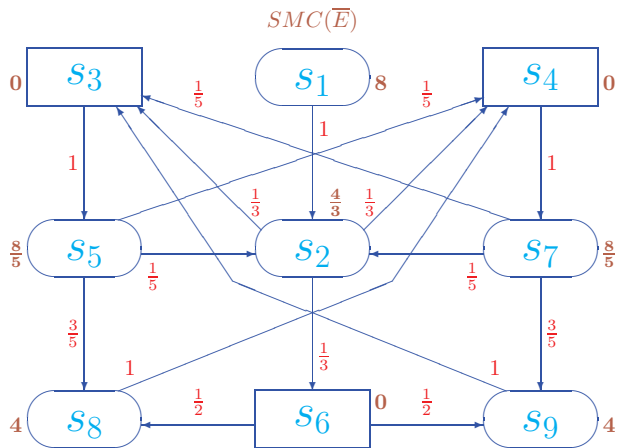 SMC(E̅)
0 s₃ s₁ 8 s₄ 0
1/5 1/5
1 1 1
1/3 4/3 1/3
8/5 s₅ s₂ s₇ 8/5
1/5 1/5
3/5 1/3 3/5
1 1
1/2 0 1/2
4 s₈ s₆ s₉ 4